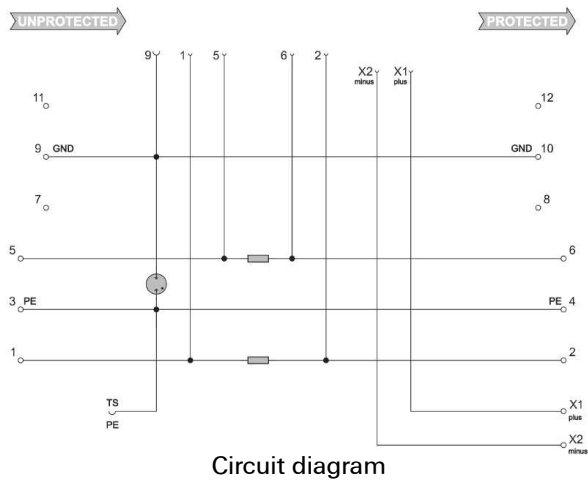 UNPROTECTED
PROTECTED
9 1 5 6 2
X2 X1
minus plus
11 12
9 GND GND 10
7 8
5 6
3 PE PE 4
1 2
TS
PE
X1
plus
X2
minus
Circuit diagram